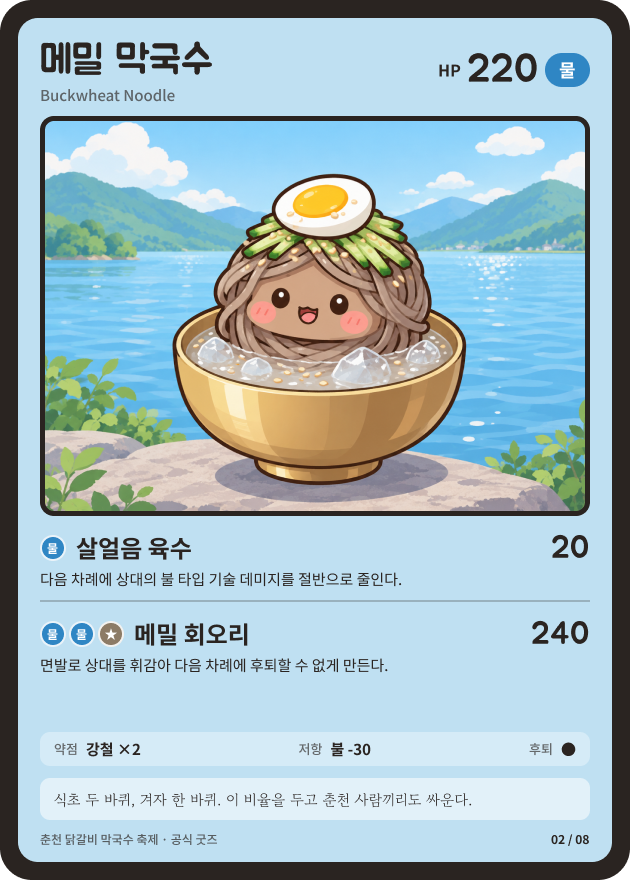 메밀 막국수
HP 220 물
Buckwheat Noodle
물 살얼음 육수 20
다음 차례에 상대의 불 타입 기술 데미지를 절반으로 줄인다.
물 물 ★ 메밀 회오리 240
면발로 상대를 휘감아 다음 차례에 후퇴할 수 없게 만든다.
약점 강철 ×2 저항 불 -30 후퇴 ●
식초 두 바퀴, 겨자 한 바퀴. 이 비율을 두고 춘천 사람끼리도 싸운다.
춘천 닭갈비 막국수 축제 · 공식 굿즈 02 / 08